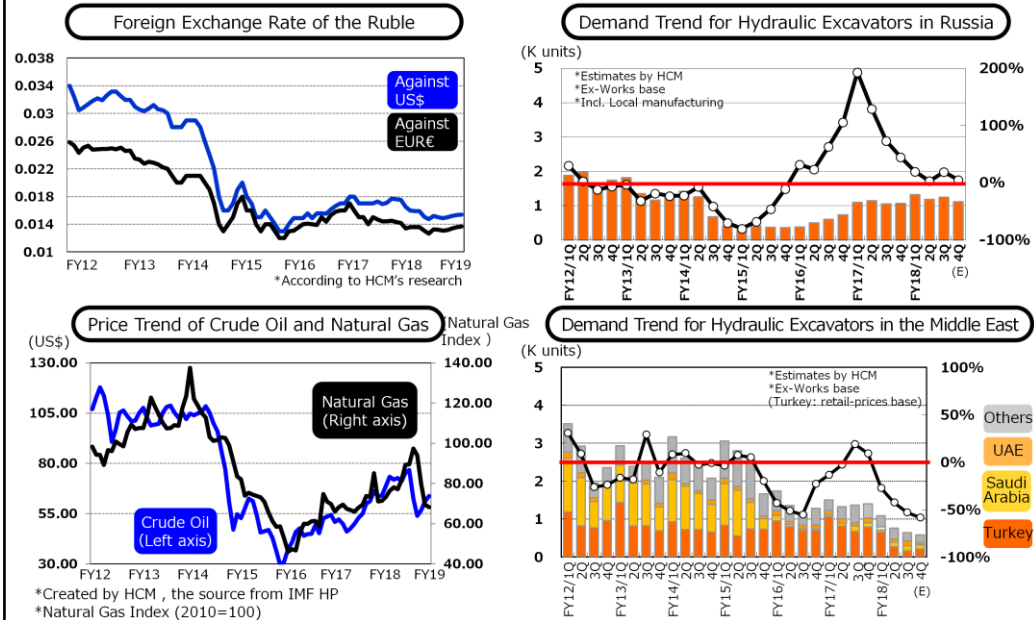 Foreign Exchange Rate of the Ruble
0.038
0.034
0.03
0.026
0.022
0.018
0.014
0.01
Against
US$
Against
EUR€
FY12 FY13 FY14 FY15 FY16 FY17 FY18 FY19
*According to HCM's research
Demand Trend for Hydraulic Excavators in Russia
(K units)
5
4
3
2
1
0
*Estimates by HCM
*Ex-Works base
*Incl. Local manufacturing
200%
100%
0%
-100%
FY12/1Q 2Q 3Q 4Q FY13/1Q 2Q 3Q 4Q FY14/1Q 2Q 3Q 4Q FY15/1Q 2Q 3Q 4Q FY16/1Q 2Q 3Q 4Q FY17/1Q 2Q 3Q 4Q FY18/1Q 2Q 3Q 4Q
(E)
Price Trend of Crude Oil and Natural Gas
(US$)
(Natural Gas
Index )
130.00
105.00
80.00
55.00
30.00
140.00
120.00
100.00
80.00
60.00
40.00
Natural Gas
(Right axis)
Crude Oil
(Left axis)
FY12 FY13 FY14 FY15 FY16 FY17 FY18 FY19
*Created by HCM , the source from IMF HP
*Natural Gas Index (2010=100)
Demand Trend for Hydraulic Excavators in the Middle East
(K units)
5
4
3
2
1
0
*Estimates by HCM
*Ex-Works base
(Turkey: retail-prices base)
100%
50%
0%
-50%
-100%
Others
UAE
Saudi
Arabia
Turkey
FY12/1Q 2Q 3Q 4Q FY13/1Q 2Q 3Q 4Q FY14/1Q 2Q 3Q 4Q FY15/1Q 2Q 3Q 4Q FY16/1Q 2Q 3Q 4Q FY17/1Q 2Q 3Q 4Q FY18/1Q 2Q 3Q 4Q
(E)